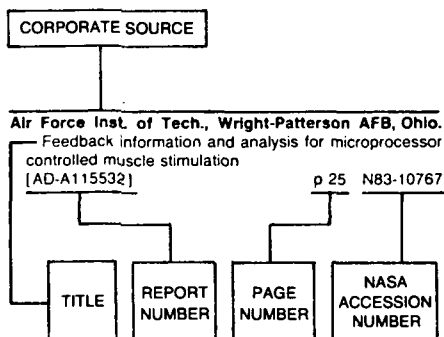 CORPORATE SOURCE
Air Force Inst. of Tech., Wright-Patterson AFB, Ohio.
Feedback information and analysis for microprocessor
controlled muscle stimulation
[AD-A115532] p 25 N83-10767
TITLE
REPORT
NUMBER
PAGE
NUMBER
NASA
ACCESSION
NUMBER